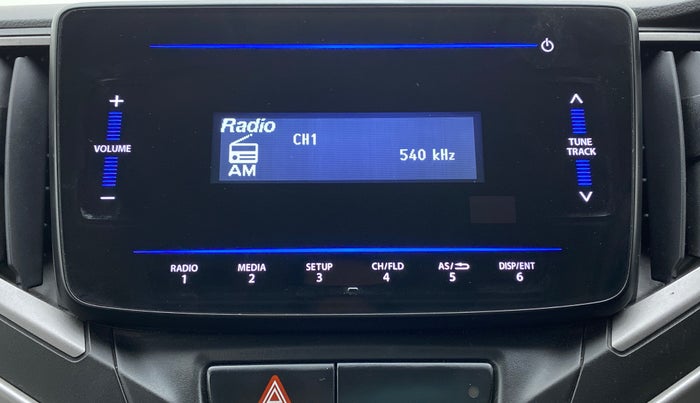 Radio
CH1
540 kHz
AM
+
VOLUME
−
TUNE
TRACK
RADIO
1
MEDIA
2
SETUP
3
CH/FLD
4
AS/
5
DISP/ENT
6